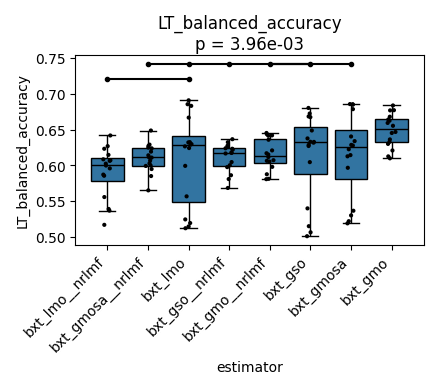 LT_balanced_accuracy
p = 3.96e-03
LT_balanced_accuracy
0.75
0.70
0.65
0.60
0.55
0.50
bxt_lmo__nrlmf
bxt_gmosa__nrlmf
bxt_lmo
bxt_gso__nrlmf
bxt_gmo__nrlmf
bxt_gso
bxt_gmosa
bxt_gmo
estimator